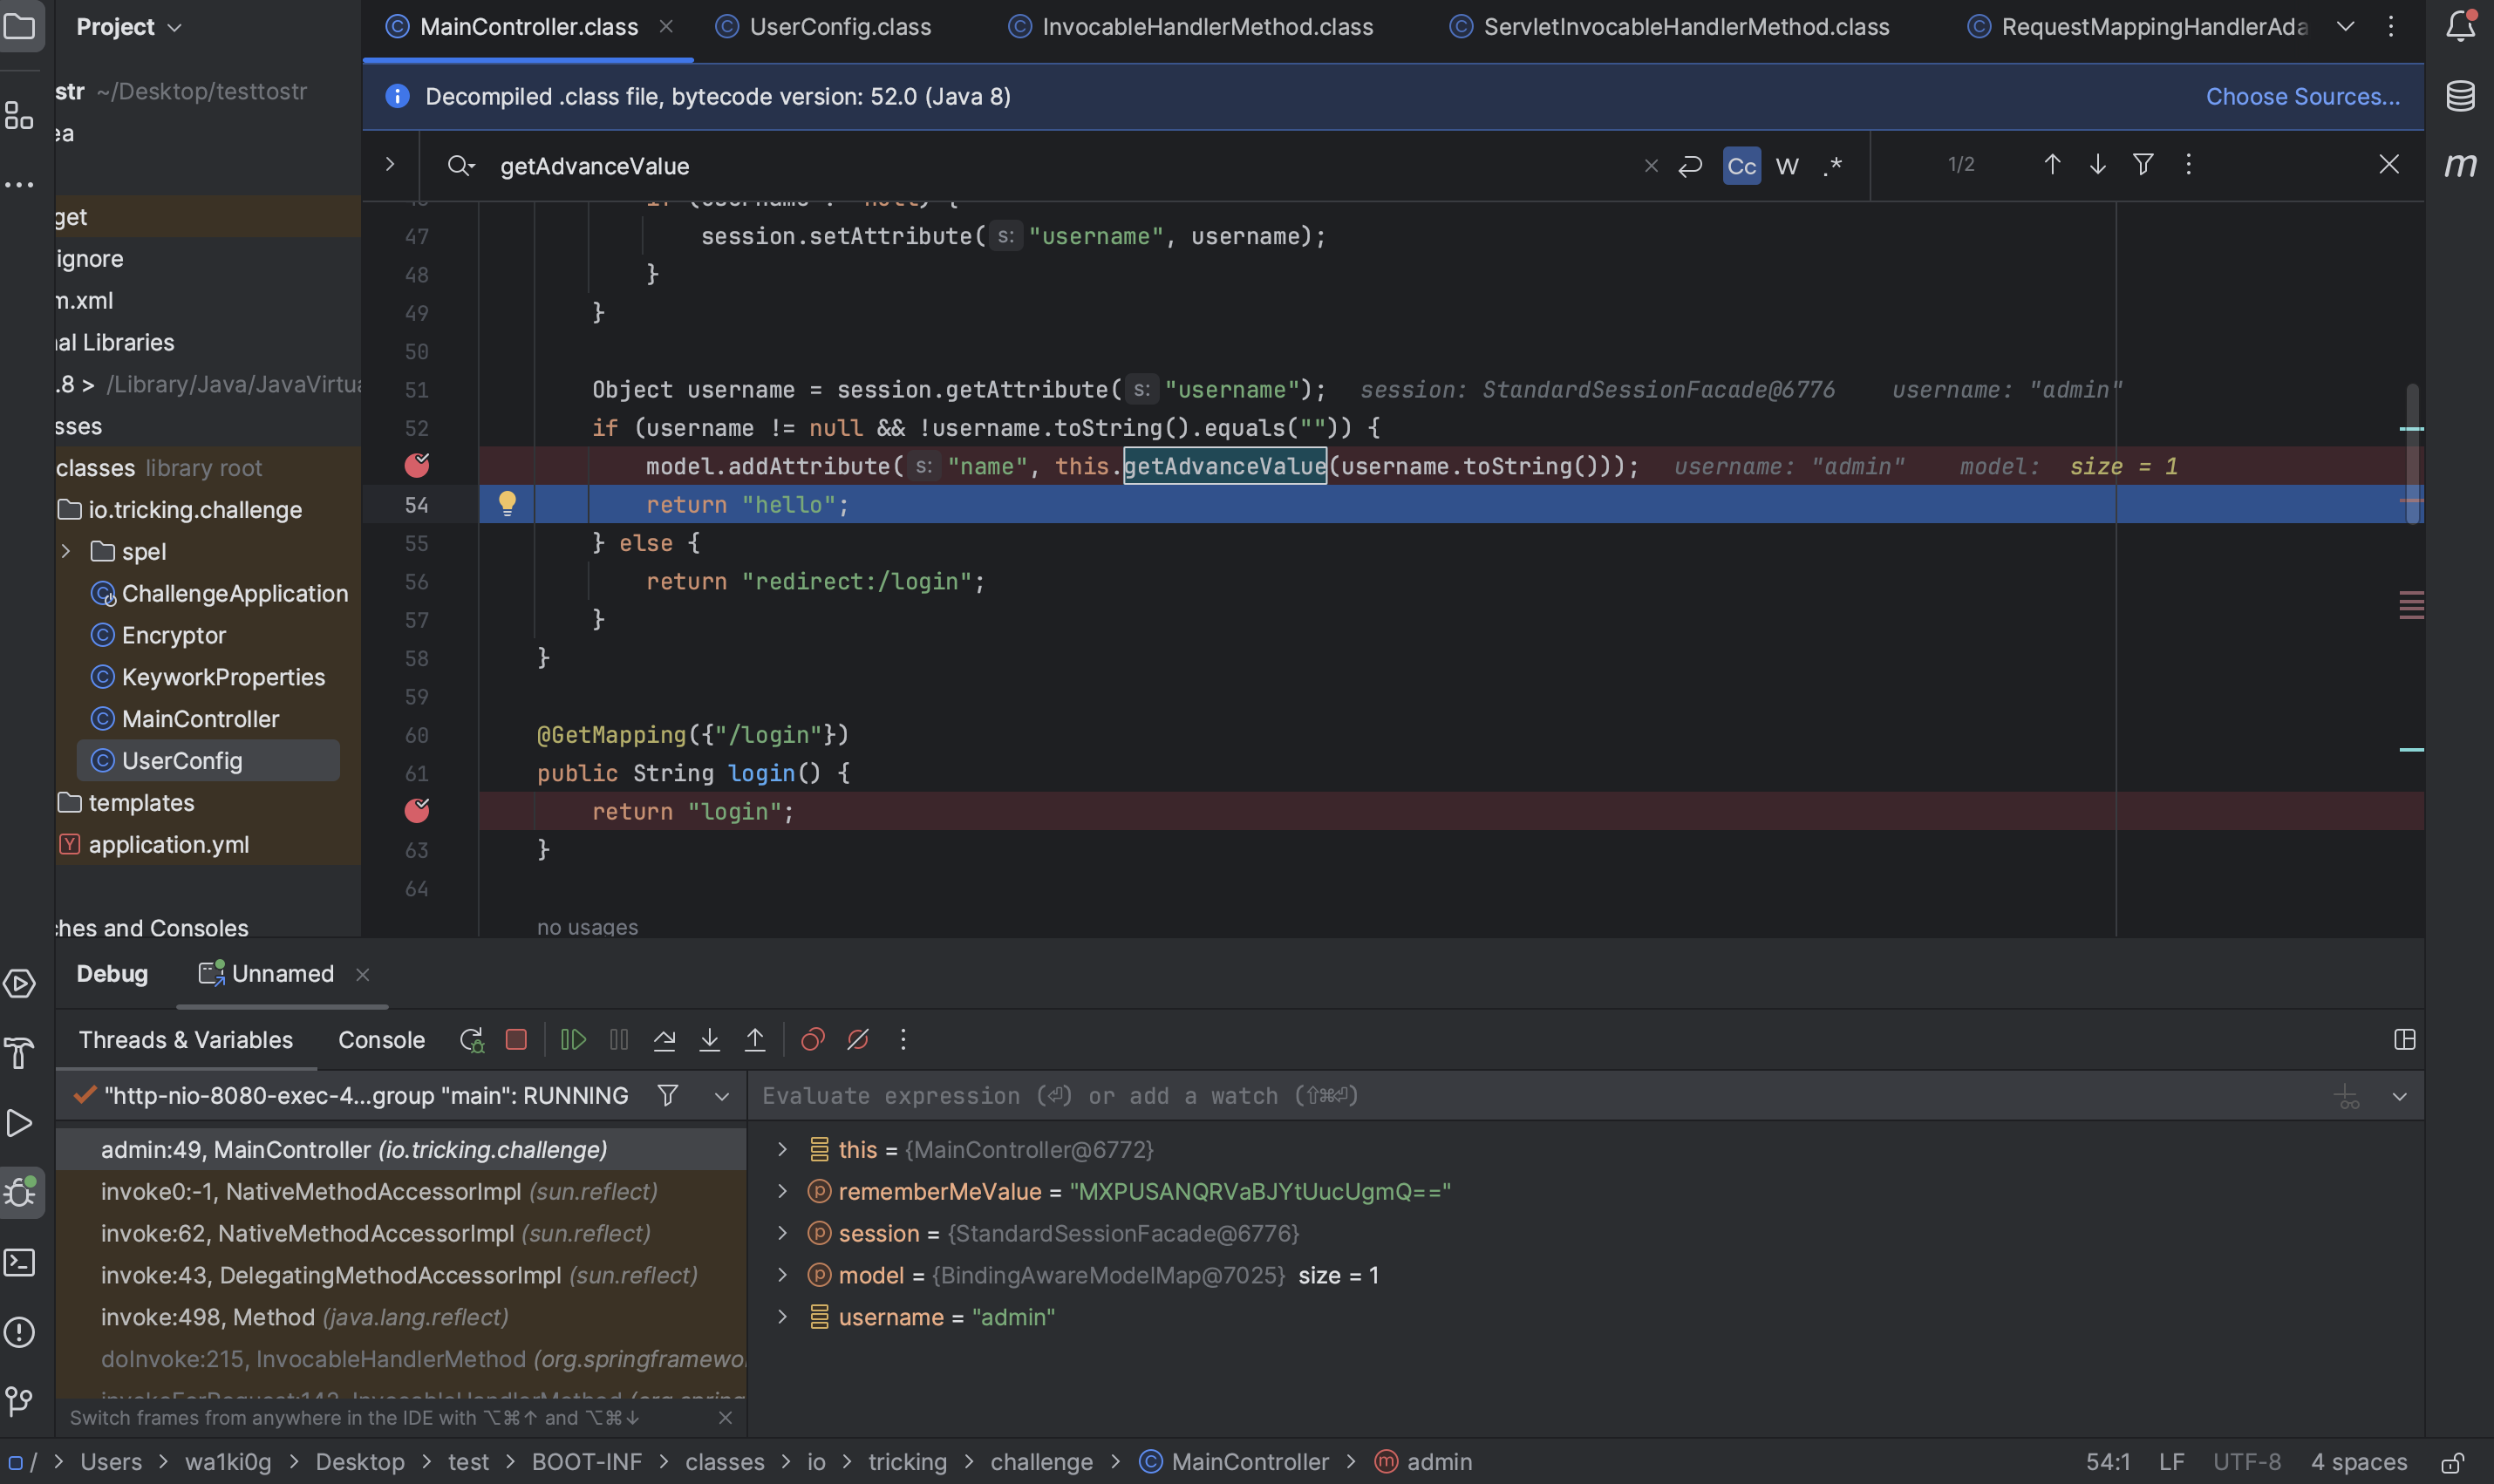 Project
MainController.class
UserConfig.class
InvocableHandlerMethod.class
ServletInvocableHandlerMethod.class
RequestMappingHandlerAda
str ~/Desktop/testtostr
ea
get
ignore
m.xml
nal Libraries
.8 > /Library/Java/JavaVirtua
sses
classes library root
io.tricking.challenge
spel
ChallengeApplication
Encryptor
KeyworkProperties
MainController
UserConfig
templates
application.yml
ches and Consoles
Decompiled .class file, bytecode version: 52.0 (Java 8)
Choose Sources...
getAdvanceValue
Cc W .*
1/2
m
47 session.setAttribute( s: "username", username);
48 }
49 }
50
51 Object username = session.getAttribute( s: "username"); session: StandardSessionFacade@6776 username: "admin"
52 if (username != null && !username.toString().equals("")) {
model.addAttribute( s: "name", this.getAdvanceValue(username.toString())); username: "admin" model: size = 1
54 return "hello";
55 } else {
56 return "redirect:/login";
57 }
58 }
59
60 @GetMapping({"/login"})
61 public String login() {
return "login";
63 }
64
no usages
Debug
Unnamed
Threads & Variables
Console
"http-nio-8080-exec-4...group "main": RUNNING
Evaluate expression (⏎) or add a watch (⇧⌘⏎)
admin:49, MainController (io.tricking.challenge)
invoke0:-1, NativeMethodAccessorImpl (sun.reflect)
invoke:62, NativeMethodAccessorImpl (sun.reflect)
invoke:43, DelegatingMethodAccessorImpl (sun.reflect)
invoke:498, Method (java.lang.reflect)
doInvoke:215, InvocableHandlerMethod (org.springframewo
Switch frames from anywhere in the IDE with ⌥⌘↑ and ⌥⌘↓
this = {MainController@6772}
rememberMeValue = "MXPUSANQRVaBJYtUucUgmQ=="
session = {StandardSessionFacade@6776}
model = {BindingAwareModelMap@7025} size = 1
username = "admin"
/ > Users > wa1ki0g > Desktop > test > BOOT-INF > classes > io > tricking > challenge > MainController > admin
54:1 LF UTF-8 4 spaces